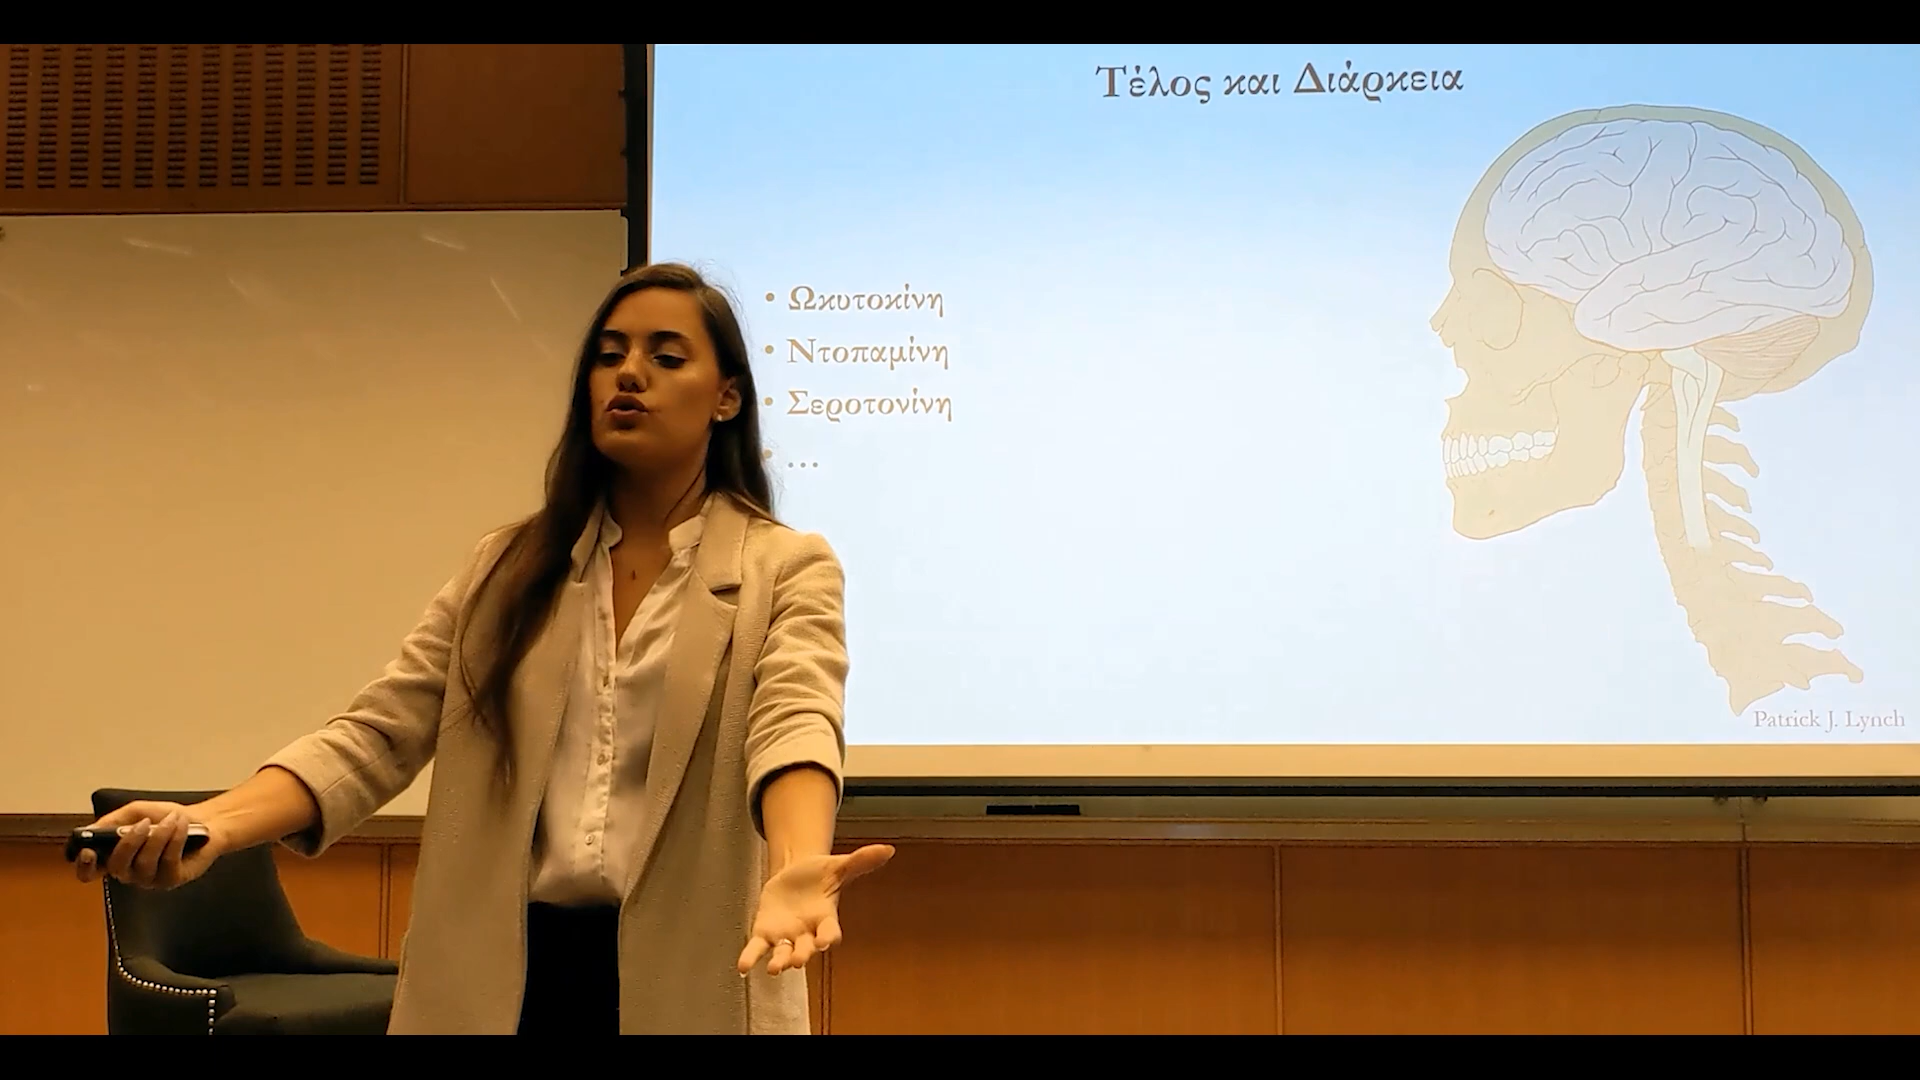 Τέλος και Διάρκεια
• Ωκυτοκίνη
• Ντοπαμίνη
• Σεροτονίνη
• ...
Patrick J. Lynch